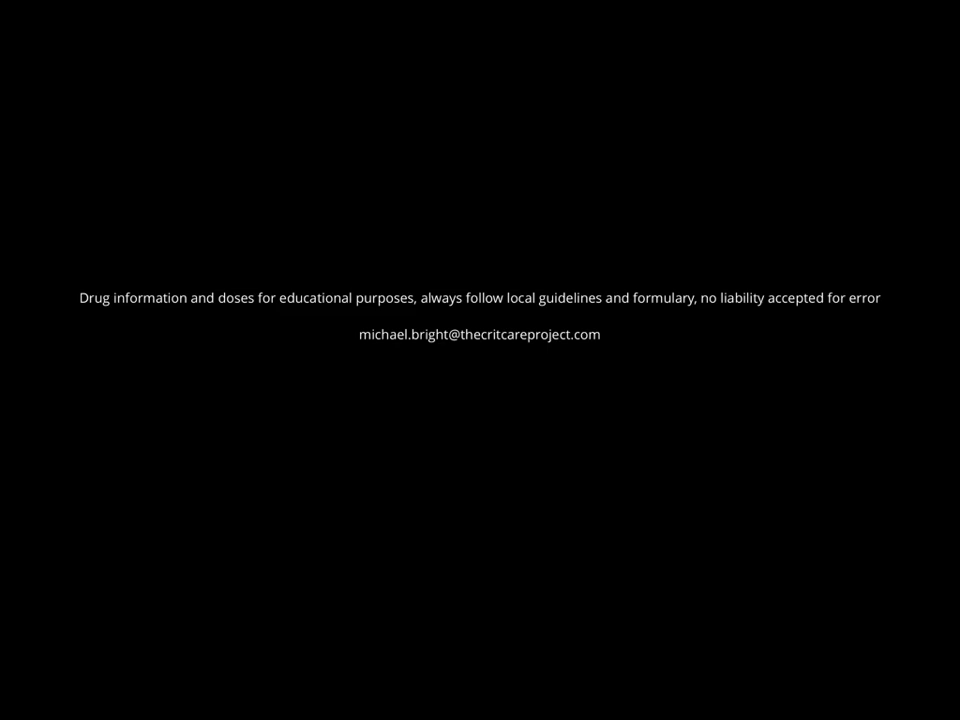 Drug information and doses for educational purposes, always follow local guidelines and formulary, no liability accepted for error
michael.bright@thecritcareproject.com